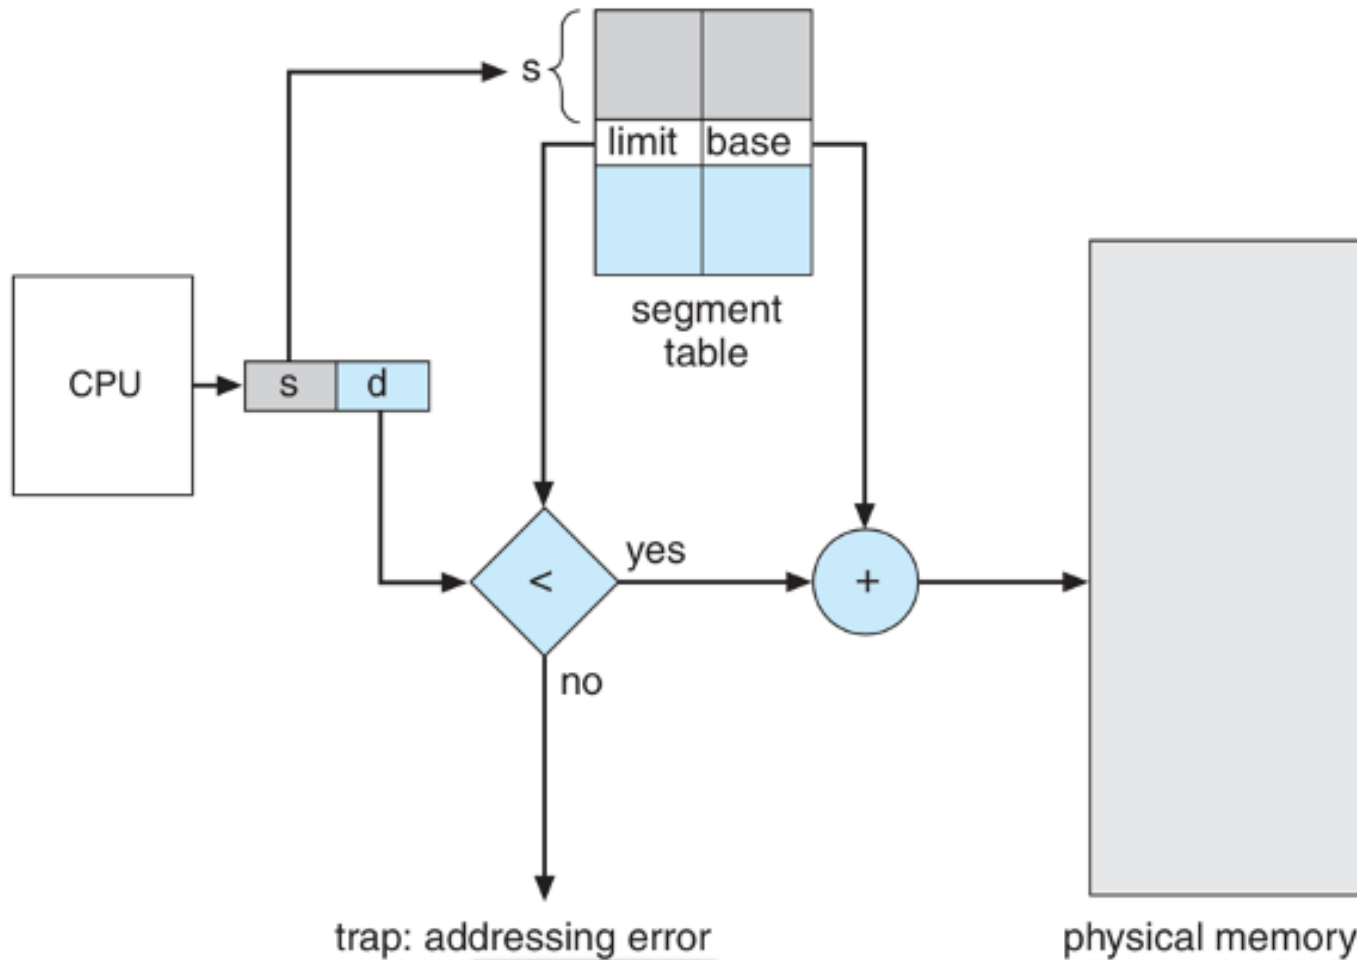 s
limit base
segment
table
CPU
s d
<
yes
+
no
trap: addressing error
physical memory